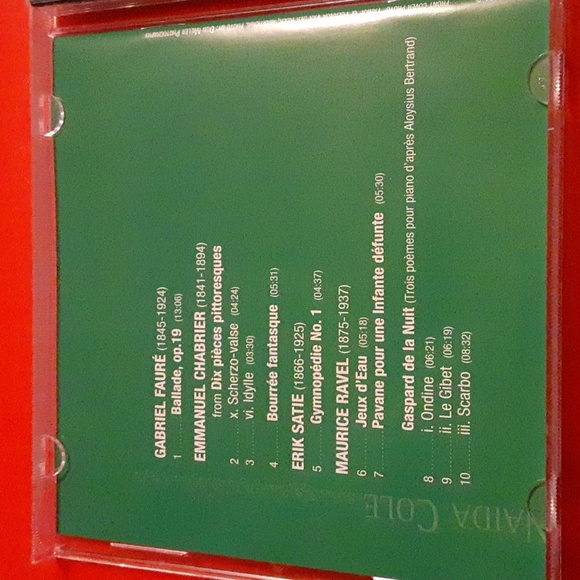 GABRIEL FAURÉ (1845-1924)
1 Ballade, op.19 (13:06)
EMMANUEL CHABRIER (1841-1894)
from Dix pièces pittoresques
2 x. Scherzo-valse (04:24)
3 vi. Idylle (03:30)
4 Bourrée fantasque (05:31)
ERIK SATIE (1866-1925)
5 Gymnopédie No. 1 (04:37)
MAURICE RAVEL (1875-1937)
6 Jeux d'Eau (05:18)
7 Pavane pour une Infante défunte (05:30)
Gaspard de la Nuit (Trois poèmes pour piano d'après Aloysius Bertrand)
8 i. Ondine (06:21)
9 ii. Le Gibet (06:19)
10 iii. Scarbo (08:32)
NAIDA COLE